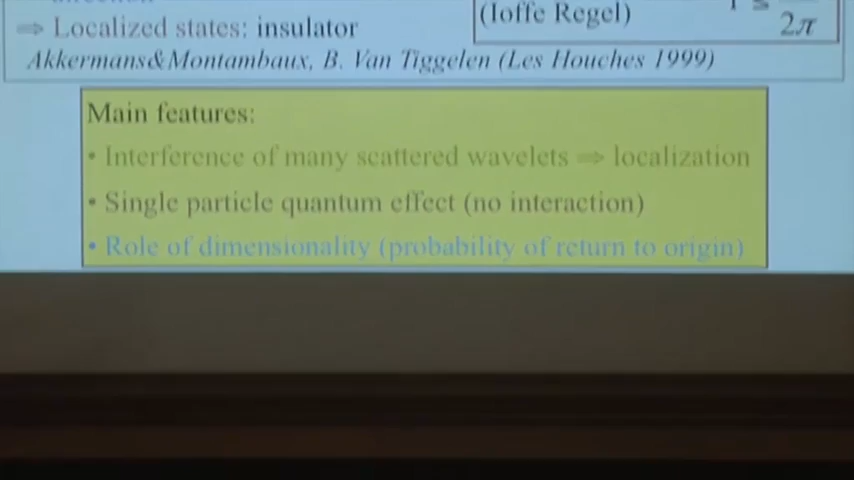 ⇒ Localized states: insulator
(Ioffe Regel)
2π
Akkermans&Montambaux, B. Van Tiggelen (Les Houches 1999)
Main features:
• Interference of many scattered wavelets ⇒ localization
• Single particle quantum effect (no interaction)
• Role of dimensionality (probability of return to origin)